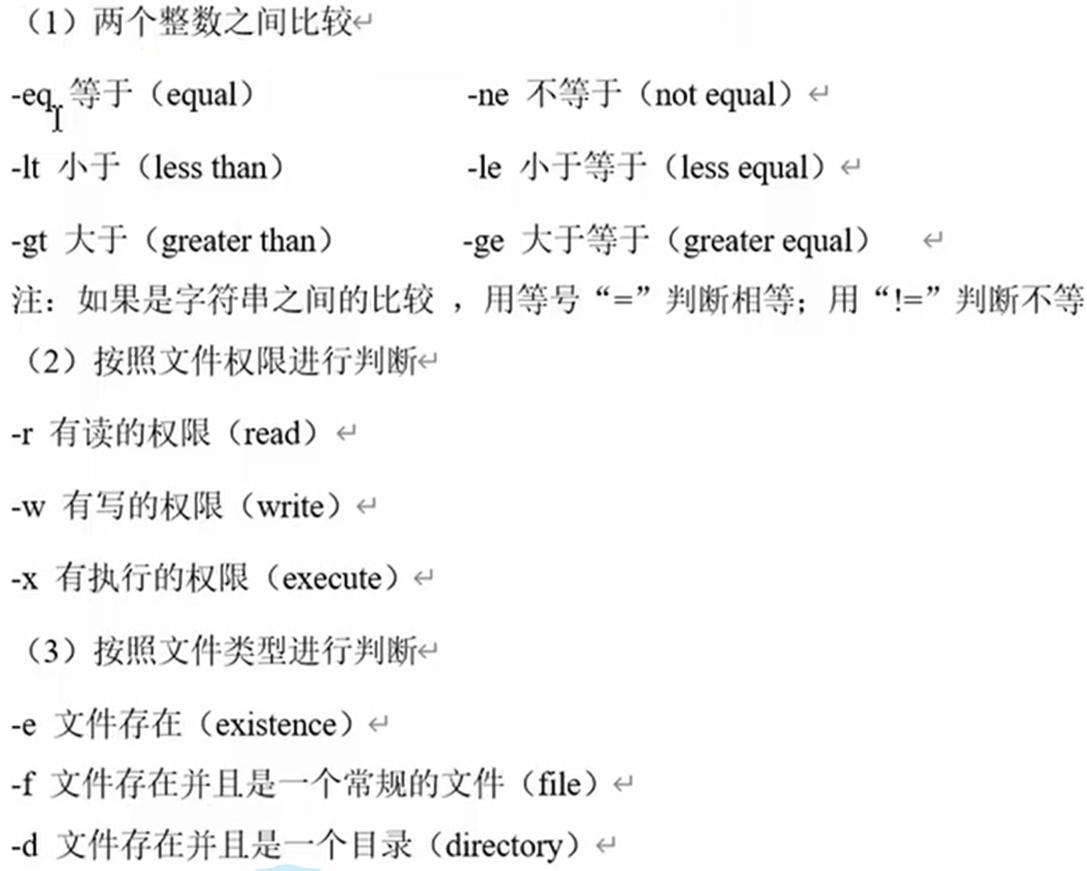 （1）两个整数之间比较↵
-eq 等于（equal） -ne 不等于（not equal）↵
-lt 小于（less than） -le 小于等于（less equal）↵
-gt 大于（greater than） -ge 大于等于（greater equal） ↵
注：如果是字符串之间的比较 ，用等号“=”判断相等；用“!=”判断不等
（2）按照文件权限进行判断↵
-r 有读的权限（read）↵
-w 有写的权限（write）↵
-x 有执行的权限（execute）↵
（3）按照文件类型进行判断↵
-e 文件存在（existence）↵
-f 文件存在并且是一个常规的文件（file）↵
-d 文件存在并且是一个目录（directory）↵